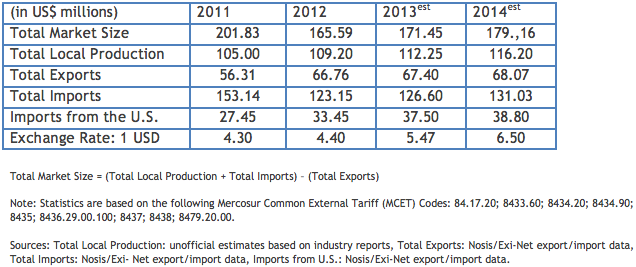 (in US$ millions) 2011 2012 2013est 2014est
Total Market Size 201.83 165.59 171.45 179.,16
Total Local Production 105.00 109.20 112.25 116.20
Total Exports 56.31 66.76 67.40 68.07
Total Imports 153.14 123.15 126.60 131.03
Imports from the U.S. 27.45 33.45 37.50 38.80
Exchange Rate: 1 USD 4.30 4.40 5.47 6.50
Total Market Size = (Total Local Production + Total Imports) – (Total Exports)
Note: Statistics are based on the following Mercosur Common External Tariff (MCET) Codes: 84.17.20; 8433.60; 8434.20; 8434.90;
8435; 8436.29.00.100; 8437; 8438; 8479.20.00.
Sources: Total Local Production: unofficial estimates based on industry reports, Total Exports: Nosis/Exi-Net export/import data,
Total Imports: Nosis/Exi- Net export/import data, Imports from U.S.: Nosis/Exi-Net export/import data.